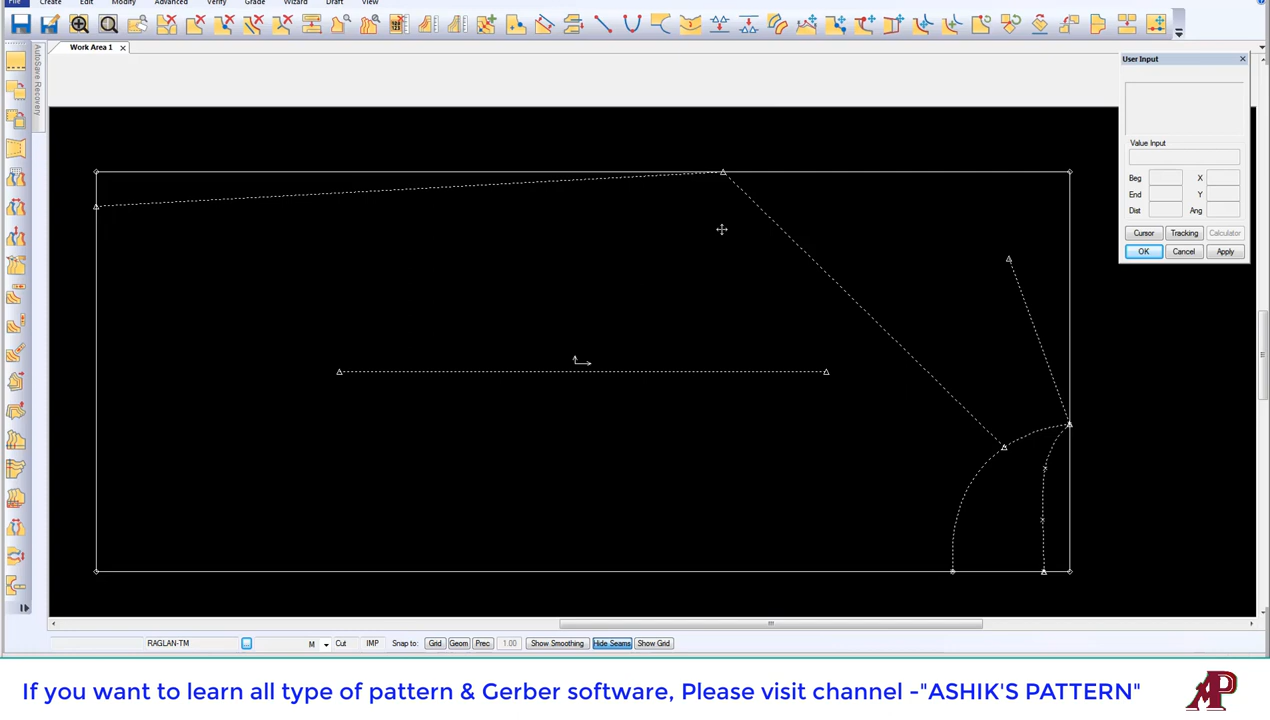 File Create Edit Modify Advanced Verify Grade Wizard Draft View
Work Area 1
AutoSave Recovery
User Input
Value Input
Beg X
End Y
Dist Ang
Cursor Tracking Calculator
OK Cancel Apply
RAGLAN-TM ... M Cut IMP Snap to: Grid Geom Prec 1.00 Show Smoothing Hide Seams Show Grid
If you want to learn all type of pattern & Gerber software, Please visit channel -"ASHIK'S PATTERN"
AP